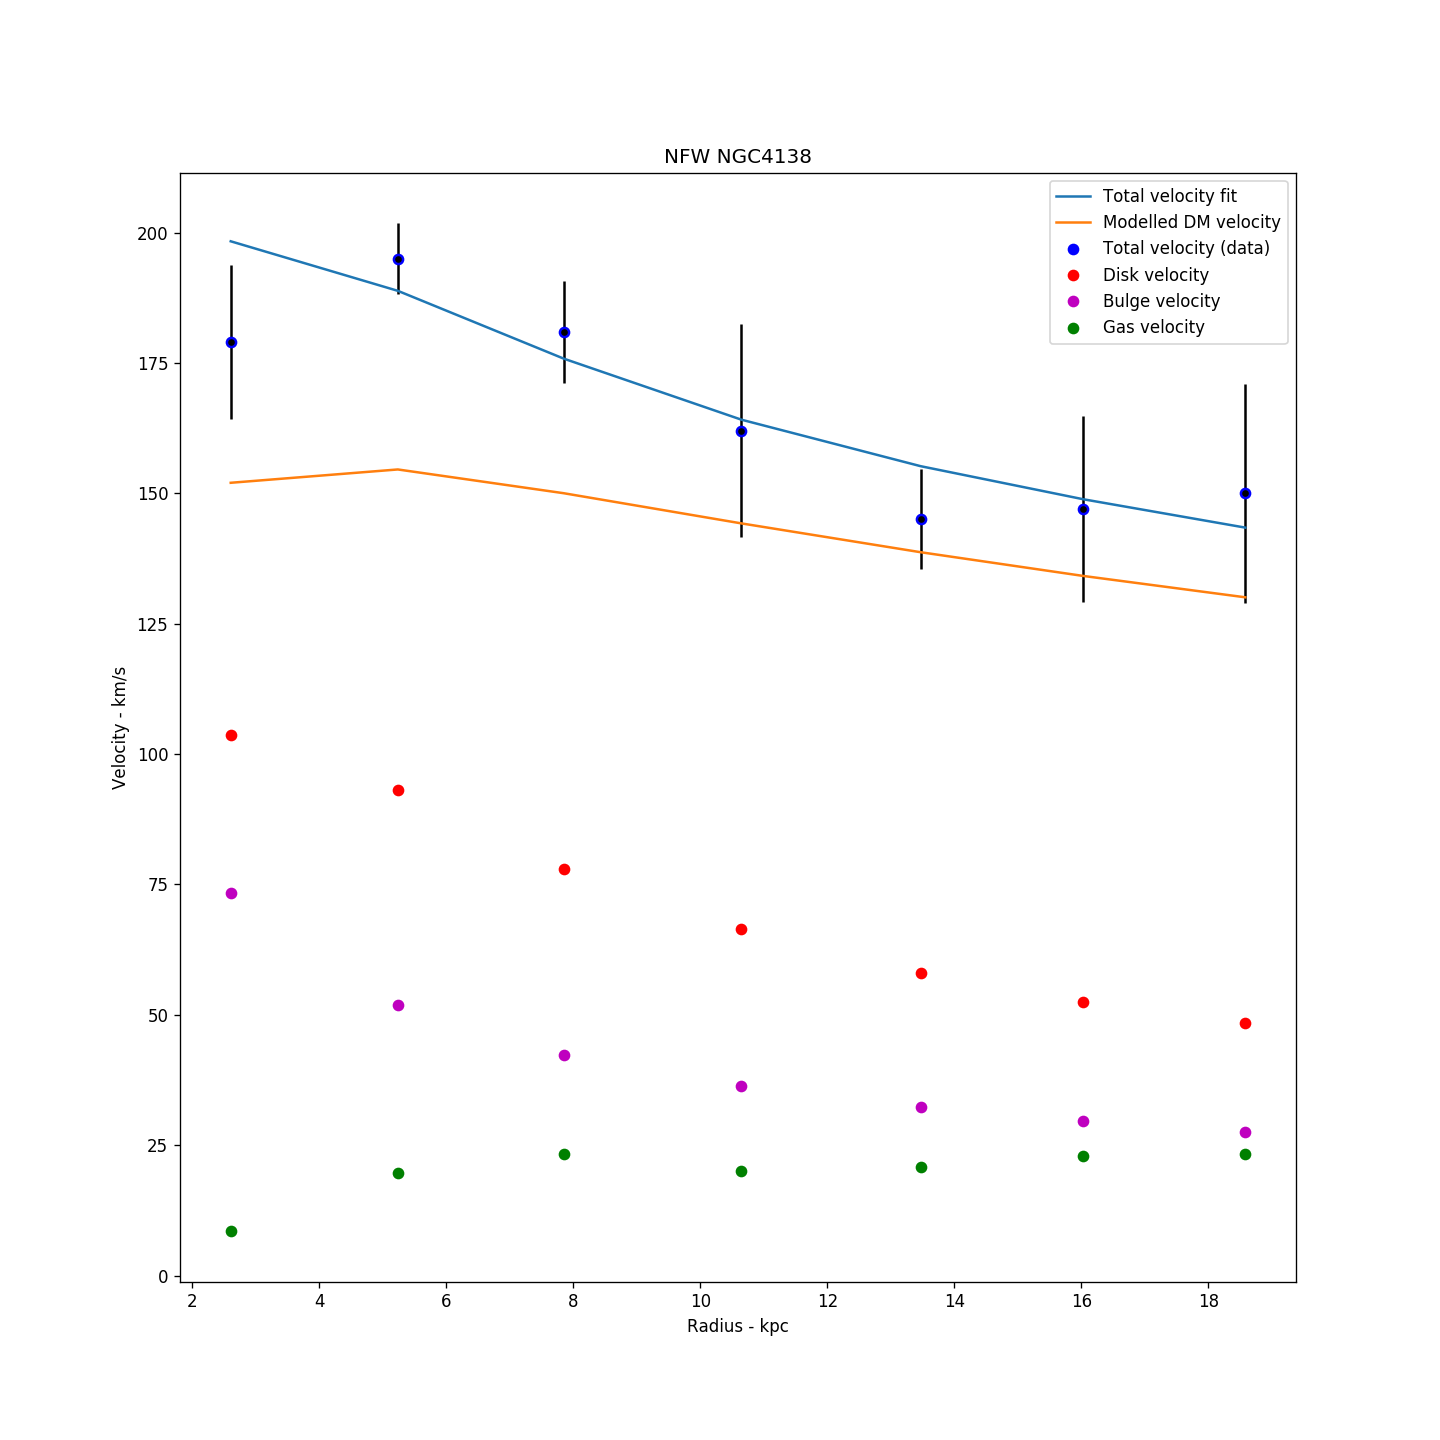 NFW NGC4138
Total velocity fit
Modelled DM velocity
Total velocity (data)
Disk velocity
Bulge velocity
Gas velocity
200
175
150
125
100
75
50
25
0
Velocity - km/s
2 4 6 8 10 12 14 16 18
Radius - kpc